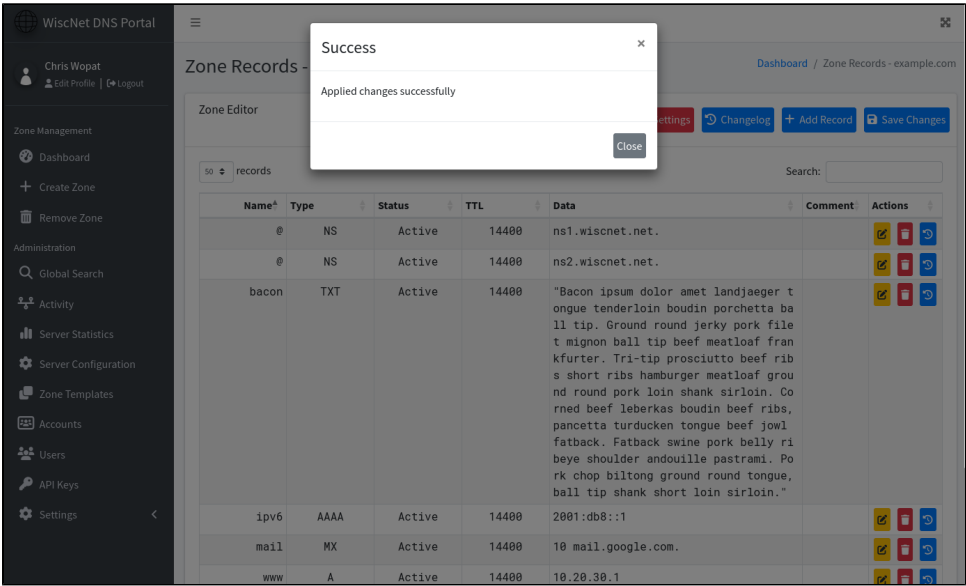 WiscNet DNS Portal
Chris Wopat
Edit Profile | Logout
Zone Management
Dashboard
Create Zone
Remove Zone
Administration
Global Search
Activity
Server Statistics
Server Configuration
Zone Templates
Accounts
Users
API Keys
Settings
Success
×
Applied changes successfully
Close
Zone Records -
Dashboard / Zone Records - example.com
Zone Editor
ettings
Changelog
+ Add Record
Save Changes
50 records
Search:
Name Type Status TTL Data Comment Actions
@ NS Active 14400 ns1.wiscnet.net.
@ NS Active 14400 ns2.wiscnet.net.
bacon TXT Active 14400 "Bacon ipsum dolor amet landjaeger t
ongue tenderloin boudin porchetta ba
ll tip. Ground round jerky pork file
t mignon ball tip beef meatloaf fran
kfurter. Tri-tip prosciutto beef rib
s short ribs hamburger meatloaf grou
nd round pork loin shank sirloin. Co
rned beef leberkas boudin beef ribs,
pancetta turducken tongue beef jowl
fatback. Fatback swine pork belly ri
beye shoulder andouille pastrami. Po
rk chop biltong ground round tongue,
ball tip shank short loin sirloin."
ipv6 AAAA Active 14400 2001:db8::1
mail MX Active 14400 10 mail.google.com.
www A Active 14400 10.20.30.1